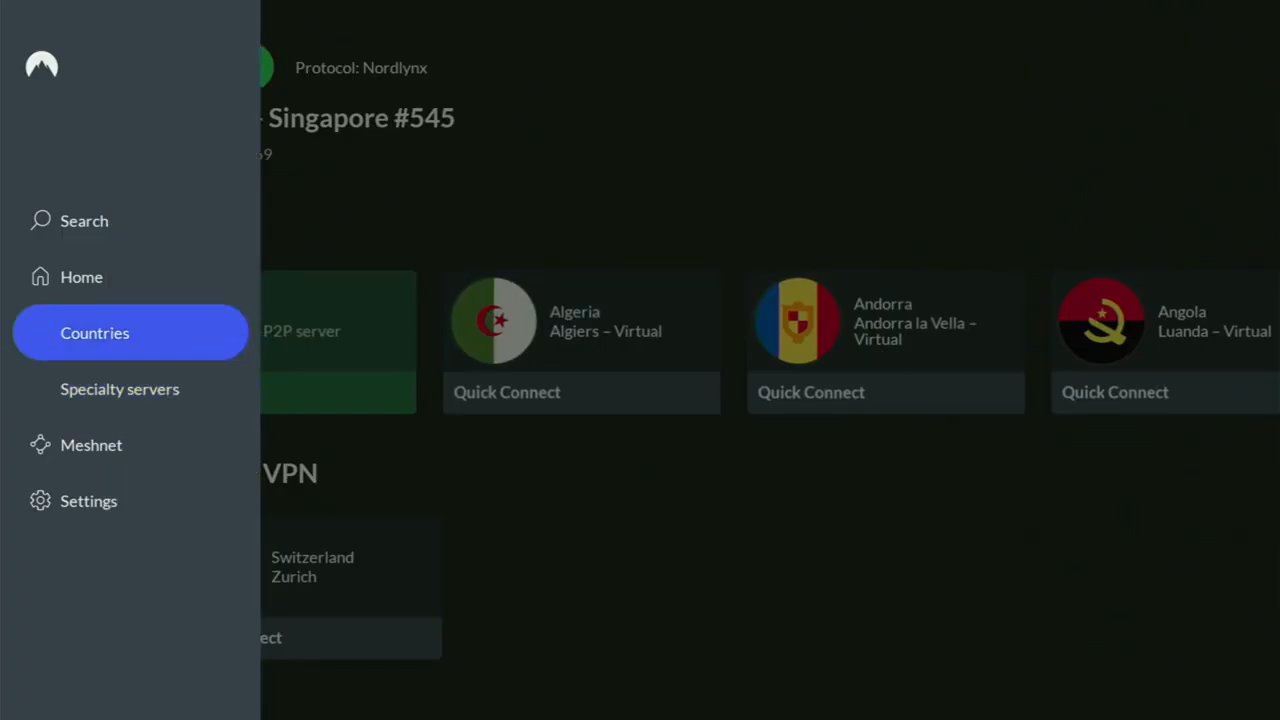 Protocol: Nordlynx
- Singapore #545
69
Search
Home
Countries
Specialty servers
Meshnet
Settings
P2P server
Algeria
Algiers – Virtual
Quick Connect
Andorra
Andorra la Vella –
Virtual
Quick Connect
Angola
Luanda – Virtual
Quick Connect
VPN
Switzerland
Zurich
ect